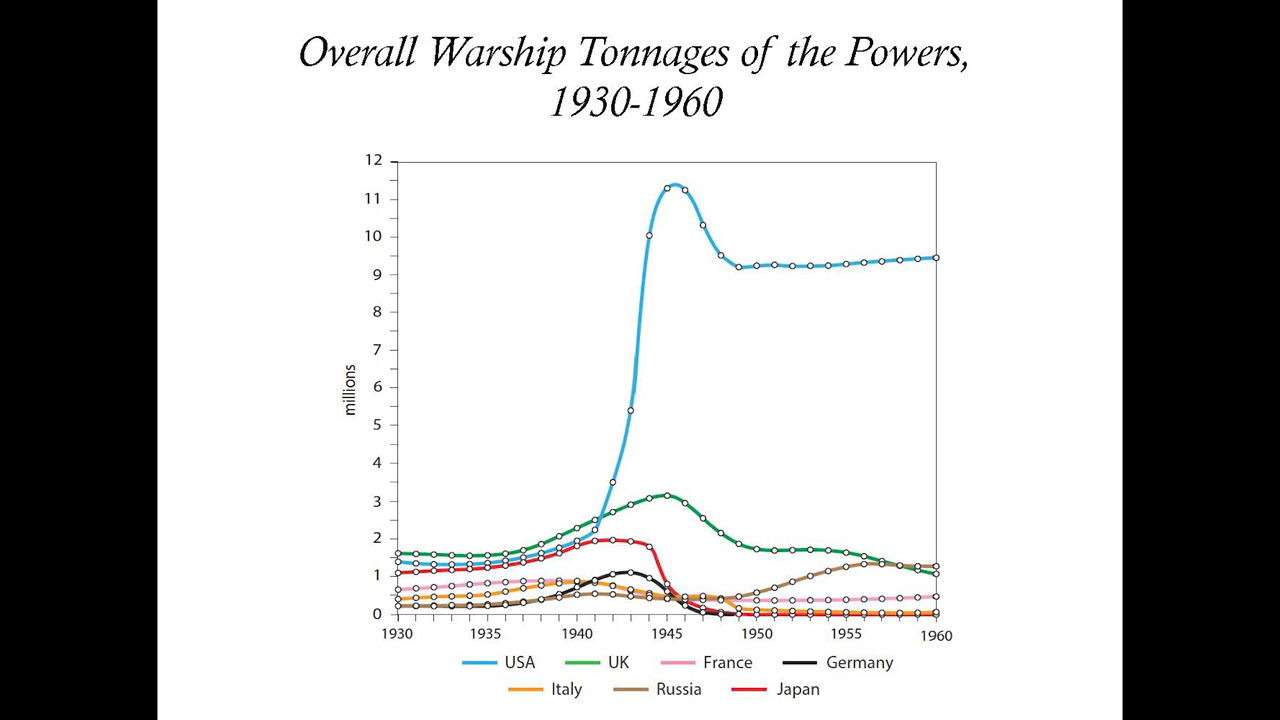 Overall Warship Tonnages of the Powers,
1930-1960
12
11
10
9
8
7
6
5
4
3
2
1
0
millions
1930 1935 1940 1945 1950 1955 1960
USA UK France Germany
Italy Russia Japan